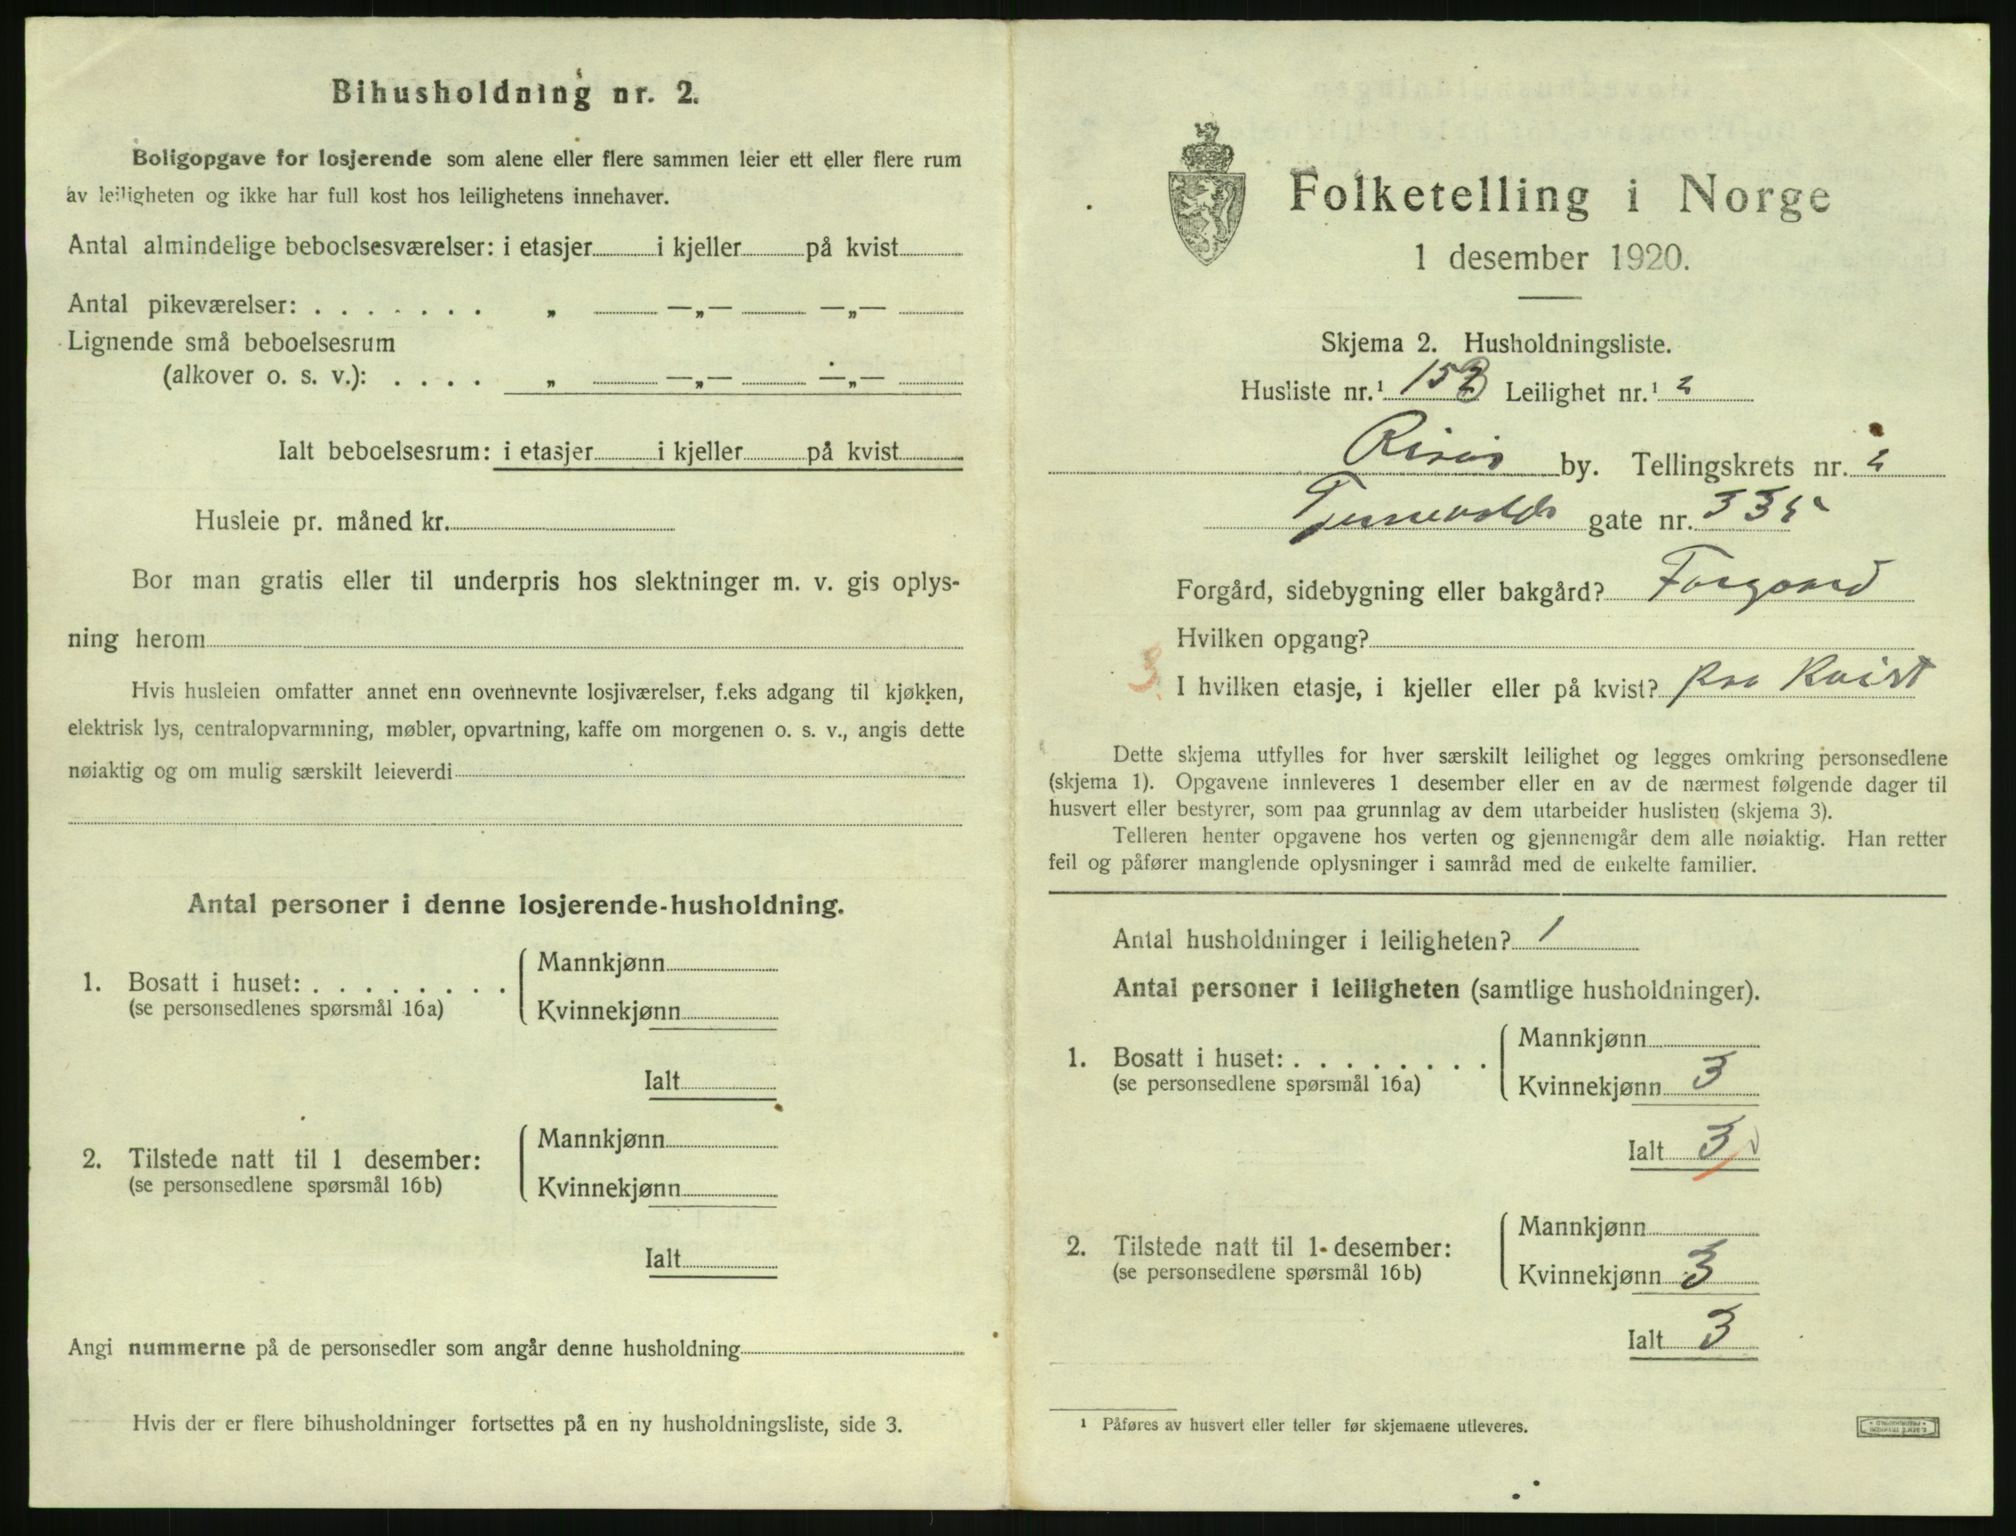 Bihusholdning nr. 2.
Boligopgave for losjerende som alene eller flere sammen leier ett eller flere rum
av leiligheten og ikke har full kost hos leilighetens innehaver.
Antal almindelige beboelsesværelser: i etasjer i kjeller på kvist
Antal pikeværelser: . . . . . . . „ —„— —„—
Lignende små beboelsesrum
(alkover o. s. v.): . . . . „ —„— —„—
Ialt beboelsesrum: i etasjer i kjeller på kvist
Husleie pr. måned kr.
Bor man gratis eller til underpris hos slektninger m. v. gis oplys-
ning herom
Hvis husleien omfatter annet enn ovennevnte losjiværelser, f.eks adgang til kjøkken,
elektrisk lys, centralopvarmning, møbler, opvartning, kaffe om morgenen o. s. v., angis dette
nøiaktig og om mulig særskilt leieverdi
Antal personer i denne losjerende-husholdning.
1. Bosatt i huset: . . . . . . . .
(se personsedlenes spørsmål 16a)
Mannkjønn
Kvinnekjønn
Ialt
2. Tilstede natt til 1 desember:
(se personsedlene spørsmål 16b)
Mannkjønn
Kvinnekjønn
Ialt
Angi nummerne på de personsedler som angår denne husholdning
Hvis der er flere bihusholdninger fortsettes på en ny husholdningsliste, side 3.
Folketelling i Norge
1 desember 1920.
Skjema 2. Husholdningsliste.
Husliste nr.¹ Leilighet nr.¹ 2
Risør by. Tellingskrets nr. 2
gate nr.
Forgård, sidebygning eller bakgård? Forgaard
Hvilken opgang?
3 I hvilken etasje, i kjeller eller på kvist? paa Kvist
Dette skjema utfylles for hver særskilt leilighet og legges omkring personsedlene
(skjema 1). Opgavene innleveres 1 desember eller en av de nærmest følgende dager til
husvert eller bestyrer, som paa grunnlag av dem utarbeider huslisten (skjema 3).
Telleren henter opgavene hos verten og gjennemgår dem alle nøiaktig. Han retter
feil og påfører manglende oplysninger i samråd med de enkelte familier.
Antal husholdninger i leiligheten? 1
Antal personer i leiligheten (samtlige husholdninger).
1. Bosatt i huset: . . . . . . . .
(se personsedlene spørsmål 16a)
Mannkjønn
Kvinnekjønn 3
Ialt 3
2. Tilstede natt til 1 desember:
(se personsedlene spørsmål 16b)
Mannkjønn
Kvinnekjønn 3
Ialt 3
¹ Påføres av husvert eller teller før skjemaene utleveres.